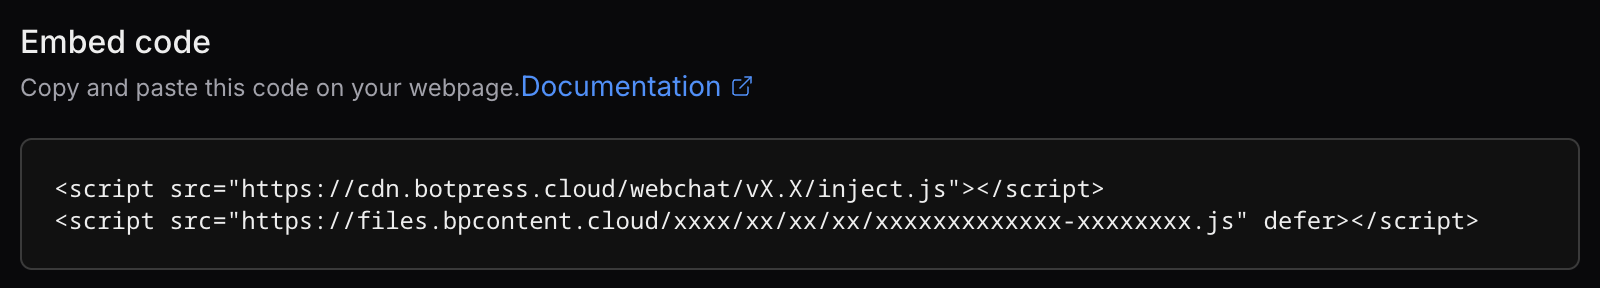 Embed code
Copy and paste this code on your webpage.Documentation
<script src="https://cdn.botpress.cloud/webchat/vX.X/inject.js"></script>
<script src="https://files.bpcontent.cloud/xxxx/xx/xx/xx/xxxxxxxxxxxxx-xxxxxxxx.js" defer></script>